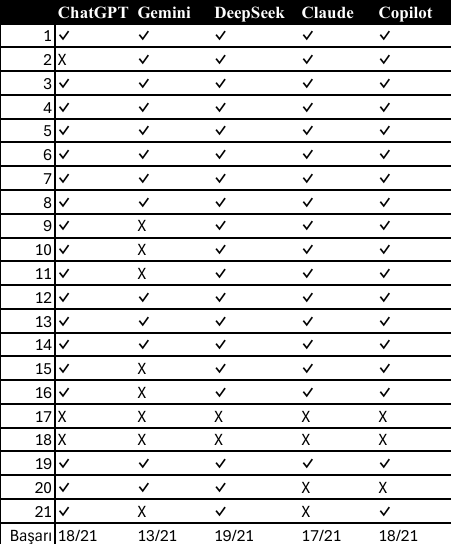 ChatGPT Gemini DeepSeek Claude Copilot
1 ✓ ✓ ✓ ✓ ✓
2 X ✓ ✓ ✓ ✓
3 ✓ ✓ ✓ ✓ ✓
4 ✓ ✓ ✓ ✓ ✓
5 ✓ ✓ ✓ ✓ ✓
6 ✓ ✓ ✓ ✓ ✓
7 ✓ ✓ ✓ ✓ ✓
8 ✓ ✓ ✓ ✓ ✓
9 ✓ X ✓ ✓ ✓
10 ✓ X ✓ ✓ ✓
11 ✓ X ✓ ✓ ✓
12 ✓ ✓ ✓ ✓ ✓
13 ✓ ✓ ✓ ✓ ✓
14 ✓ ✓ ✓ ✓ ✓
15 ✓ X ✓ ✓ ✓
16 ✓ X ✓ ✓ ✓
17 X X X X X
18 X X X X X
19 ✓ ✓ ✓ ✓ ✓
20 ✓ ✓ ✓ X X
21 ✓ X ✓ X ✓
Başarı 18/21 13/21 19/21 17/21 18/21